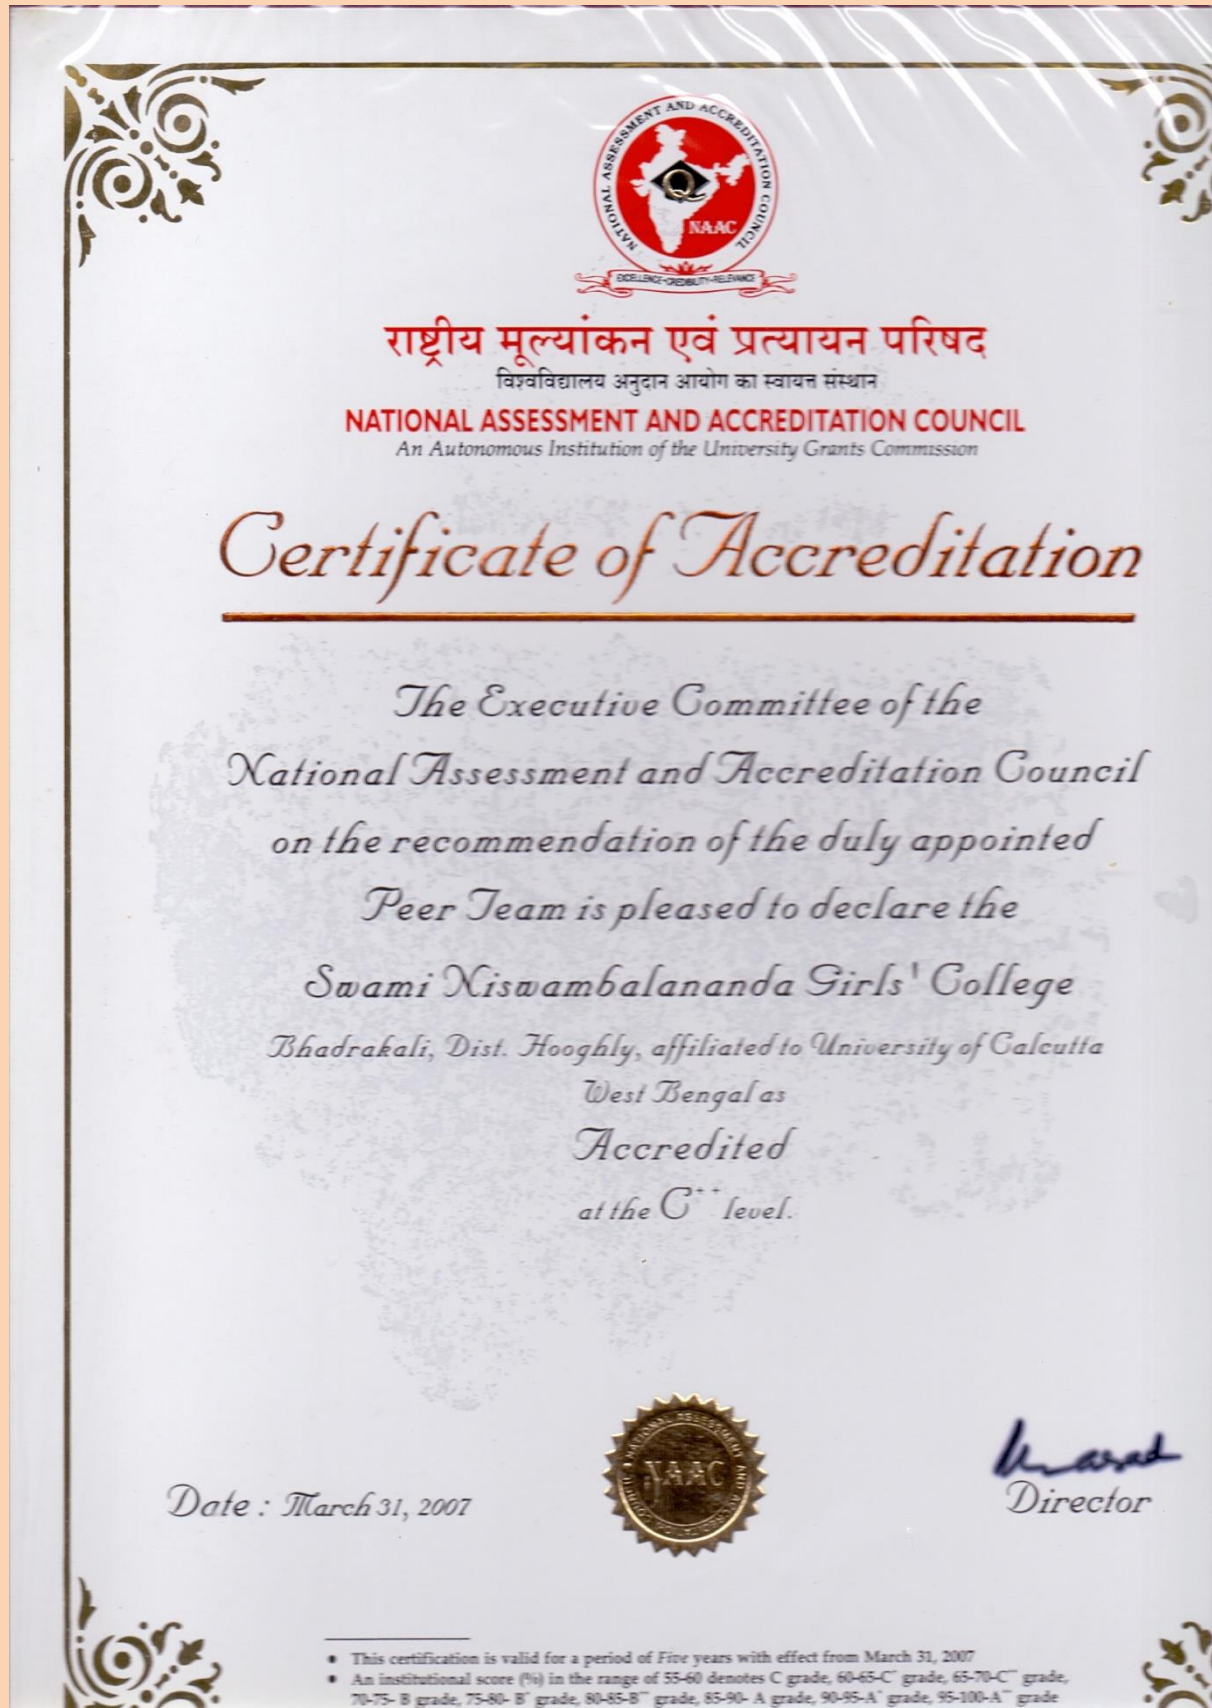 NATIONAL ASSESSMENT AND ACCREDITATION COUNCIL
Q
NAAC
EXCELLENCE•CREDIBILITY•RELEVANCE
राष्ट्रीय मूल्यांकन एवं प्रत्यायन परिषद
विश्वविद्यालय अनुदान आयोग का स्वायत्त संस्थान
NATIONAL ASSESSMENT AND ACCREDITATION COUNCIL
An Autonomous Institution of the University Grants Commission
Certificate of Accreditation
The Executive Committee of the
National Assessment and Accreditation Council
on the recommendation of the duly appointed
Peer Team is pleased to declare the
Swami Niswambalananda Girls' College
Bhadrakali, Dist. Hooghly, affiliated to University of Calcutta
West Bengal as
Accredited
at the C++ level.
NATIONAL ASSESSMENT AND ACCREDITATION COUNCIL
NAAC
Date : March 31, 2007
Director
• This certification is valid for a period of Five years with effect from March 31, 2007
• An institutional score (%) in the range of 55-60 denotes C grade, 60-65-C+ grade, 65-70-C++ grade,
70-75- B grade, 75-80- B+ grade, 80-85-B++ grade, 85-90- A grade, 90-95-A+ grade, 95-100-A++ grade